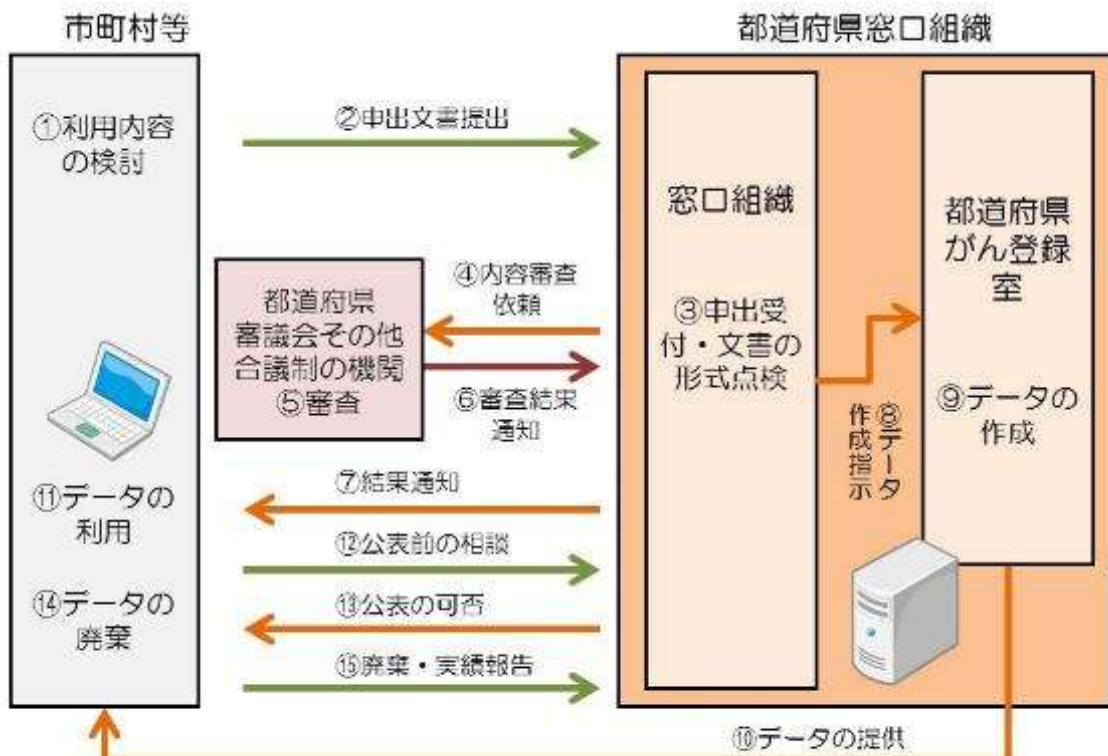 市町村等
都道府県窓口組織
①利用内容
の検討
②申出文書提出
窓口組織
③申出受
付・文書の
形式点検
都道府県
がん登録
室
④内容審査
依頼
都道府県
審議会その他
合議制の機関
⑤審査
⑥審査結果
通知
⑦結果通知
⑧データ
作成指示
⑨データの
作成
⑪データの
利用
⑫公表前の相談
⑬公表の可否
⑭データの
廃棄
⑮廃棄・実績報告
⑩データの提供